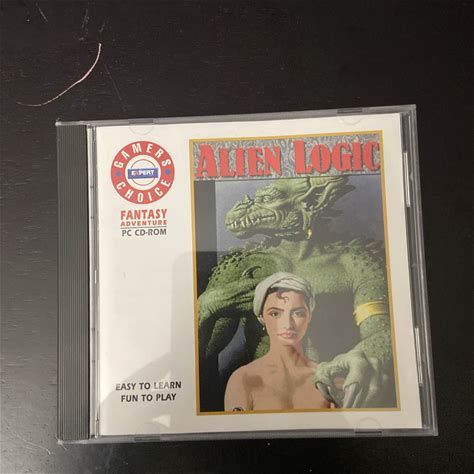 ALIEN LOGIC
GAMERS
EXPERT
CHOICE
FANTASY
ADVENTURE
PC CD-ROM
EASY TO LEARN
FUN TO PLAY